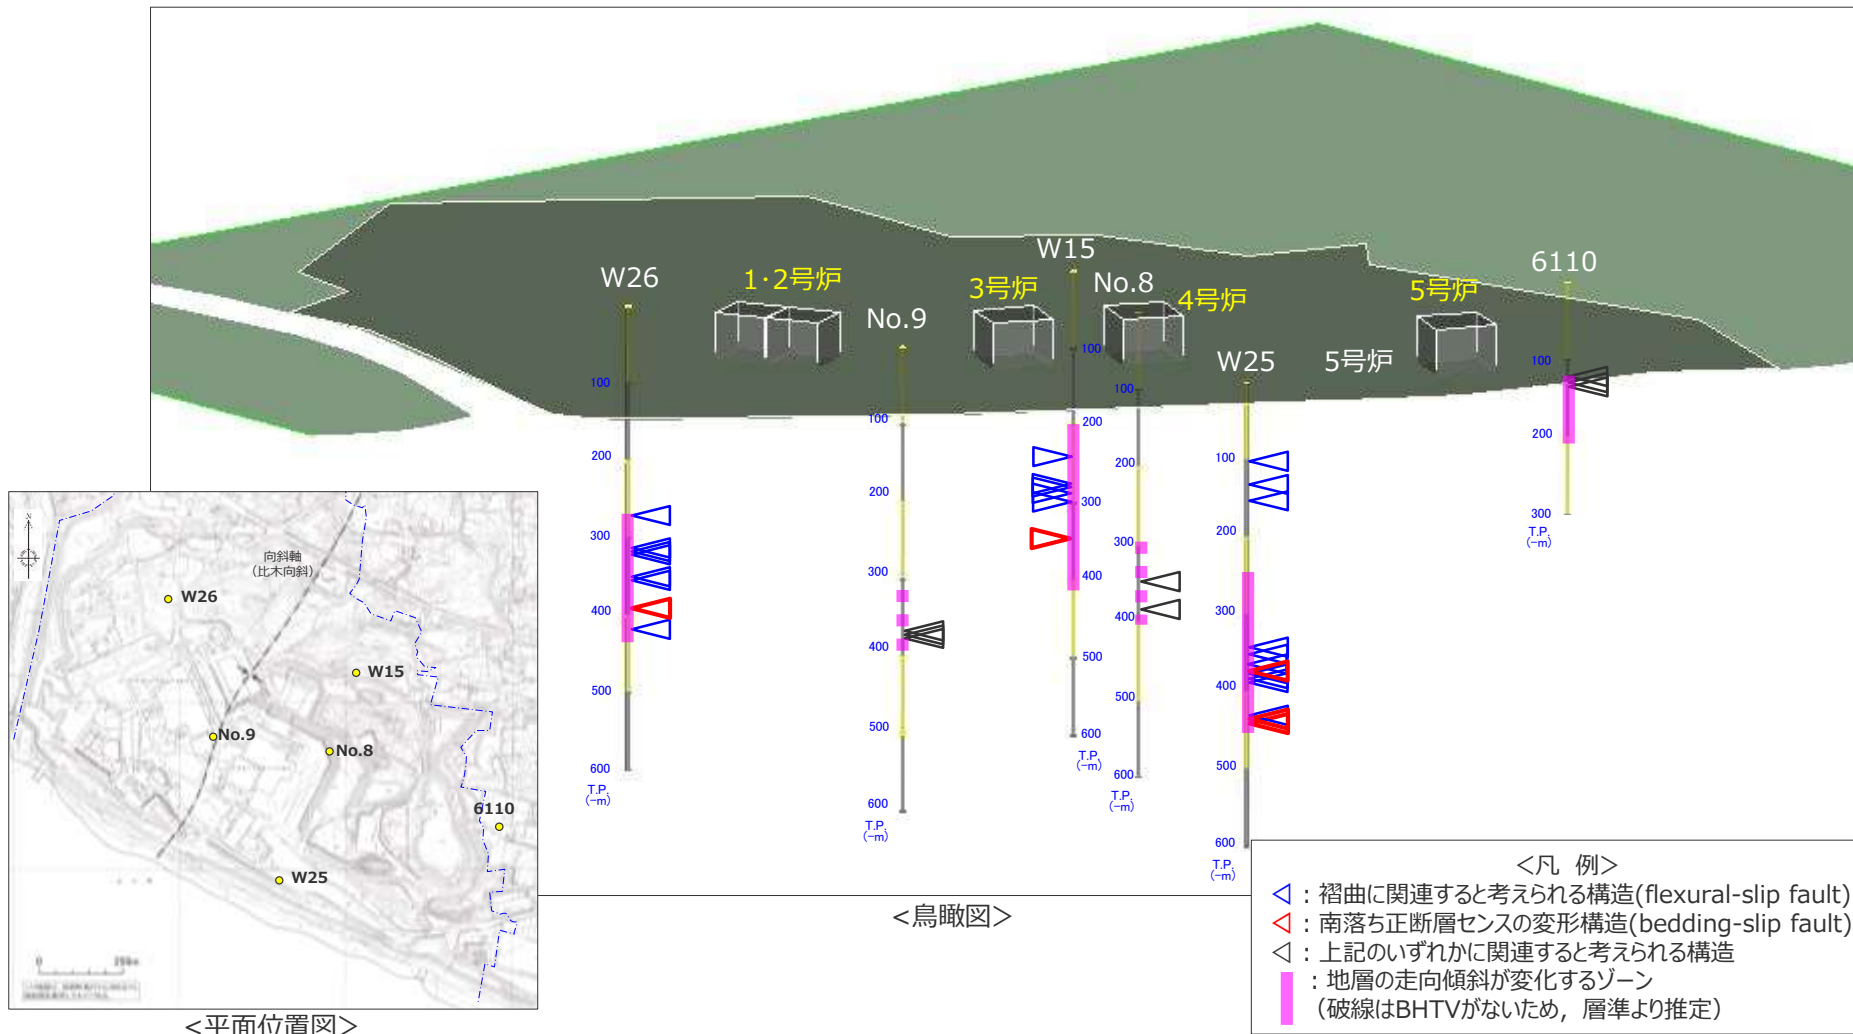 W15
W26
1・2号炉
3号炉
No.8
4号炉
5号炉
6110
No.9
W25
5号炉
100
200
300
400
500
600
T.P.
(-m)
100
200
300
400
500
600
T.P.
(-m)
100
200
300
400
500
600
T.P.
(-m)
100
200
300
400
500
600
T.P.
(-m)
100
200
300
400
500
600
T.P.
(-m)
100
200
300
T.P.
(-m)
<鳥瞰図>
N
向斜軸
(比木向斜)
W26
W15
No.9
No.8
6110
W25
0
<平面位置図>
<凡 例>
：褶曲に関連すると考えられる構造(flexural-slip fault)
：南落ち正断層センスの変形構造(bedding-slip fault)
：上記のいずれかに関連すると考えられる構造
：地層の走向傾斜が変化するゾーン
(破線はBHTVがないため，層準より推定)